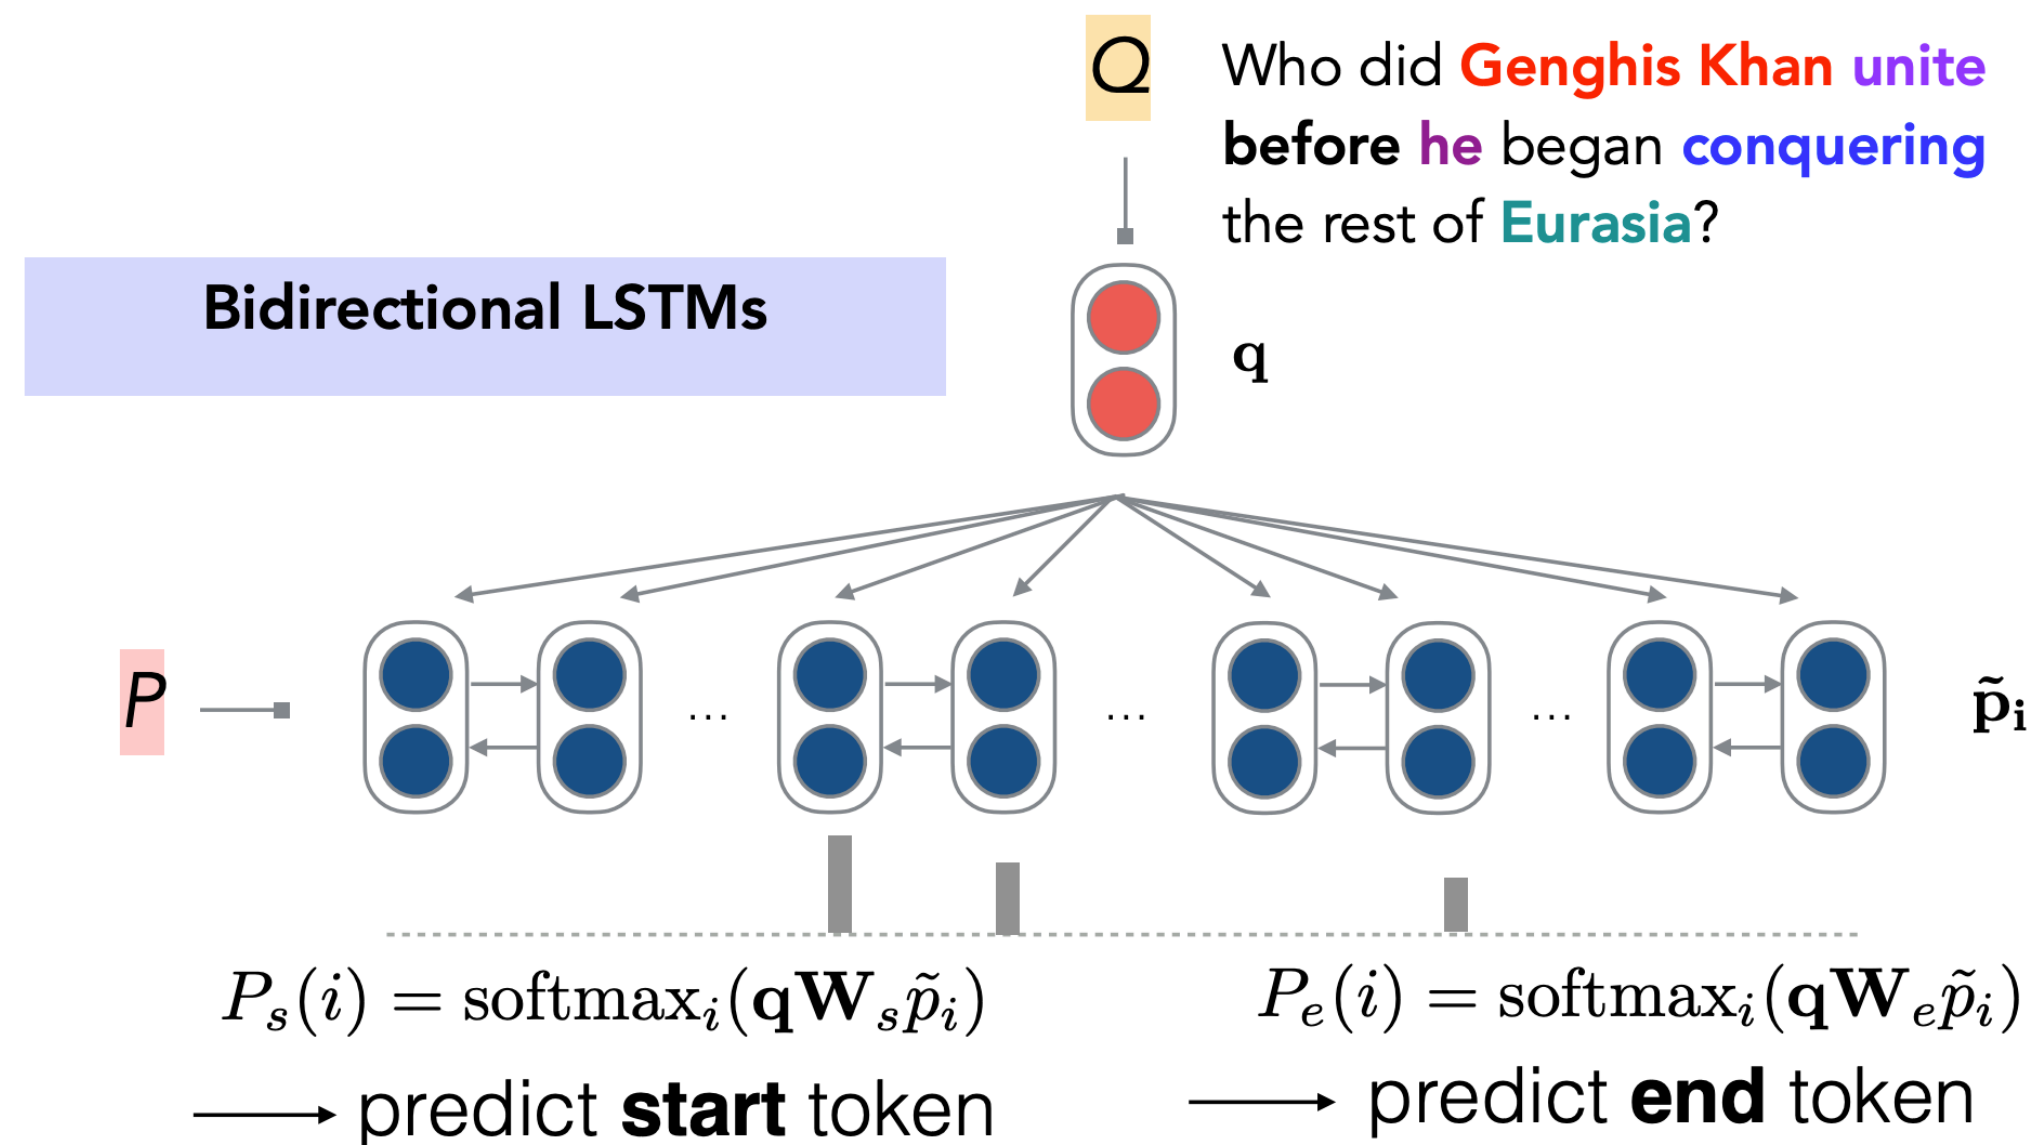 Q
Who did Genghis Khan unite
before he began conquering
the rest of Eurasia?
Bidirectional LSTMs
q
P
... ... ... ...
p̃ᵢ
Pₛ(i) = softmaxᵢ(qWₛp̃ᵢ)
Pₑ(i) = softmaxᵢ(qWₑp̃ᵢ)
predict start token
predict end token